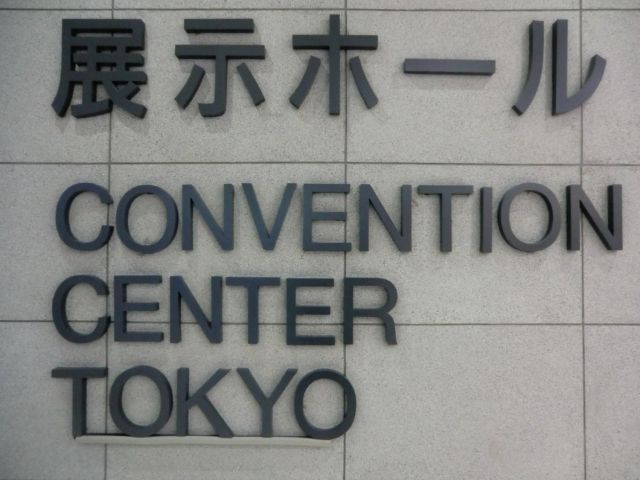 展示ホール
CONVENTION
CENTER
TOKYO